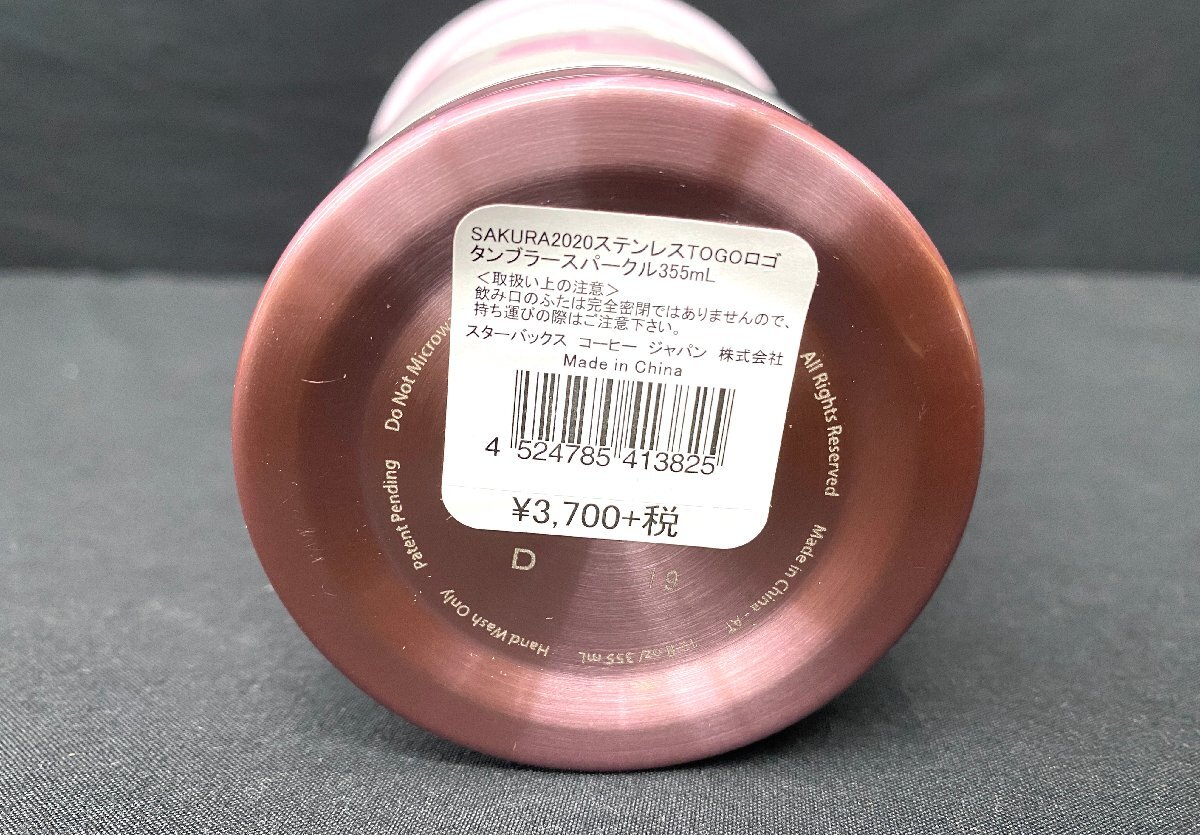 SAKURA2020ステンレスTOGOロゴ
タンブラースパークル355mL
＜取扱い上の注意＞
飲み口のふたは完全密閉ではありませんので、
持ち運びの際はご注意下さい。
スターバックス コーヒー ジャパン 株式会社
Made in China
4 524785 413825
¥3,700+税
D
19
Do Not
Patent Pending
Hand Wash Only
oz/355 mL
Made in China - AT
All Rights Reserved